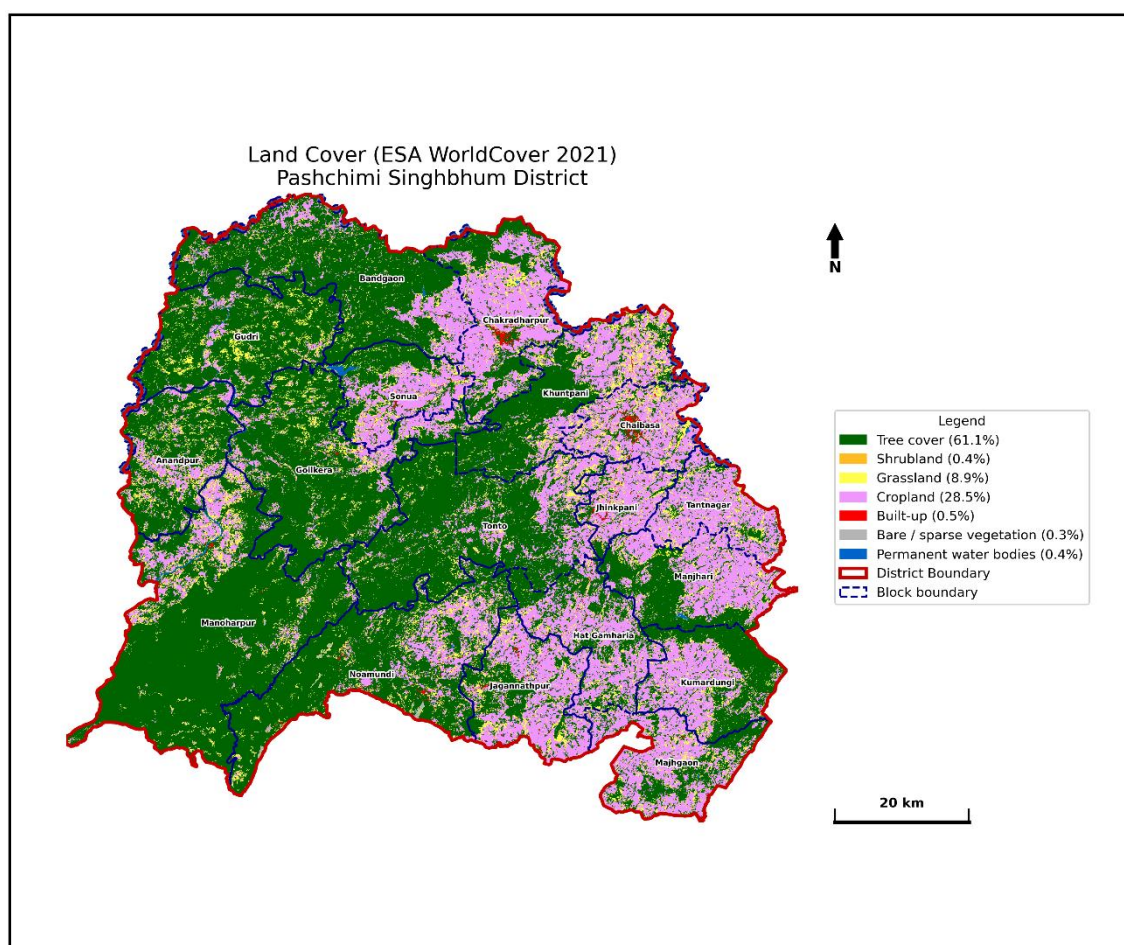 Land Cover (ESA WorldCover 2021)
Pashchimi Singhbhum District
N
Bandgaon
Chakradharpur
Gudri
Khuntpani
Sonua
Chaibasa
Anandpur
Goilkera
Jhinkpani
Tantnagar
Tonto
Manjhari
Manoharpur
Hat Gamharia
Noamundi
Jagannathpur
Kumardungi
Majhgaon
Legend
Tree cover (61.1%)
Shrubland (0.4%)
Grassland (8.9%)
Cropland (28.5%)
Built-up (0.5%)
Bare / sparse vegetation (0.3%)
Permanent water bodies (0.4%)
District Boundary
Block boundary
20 km